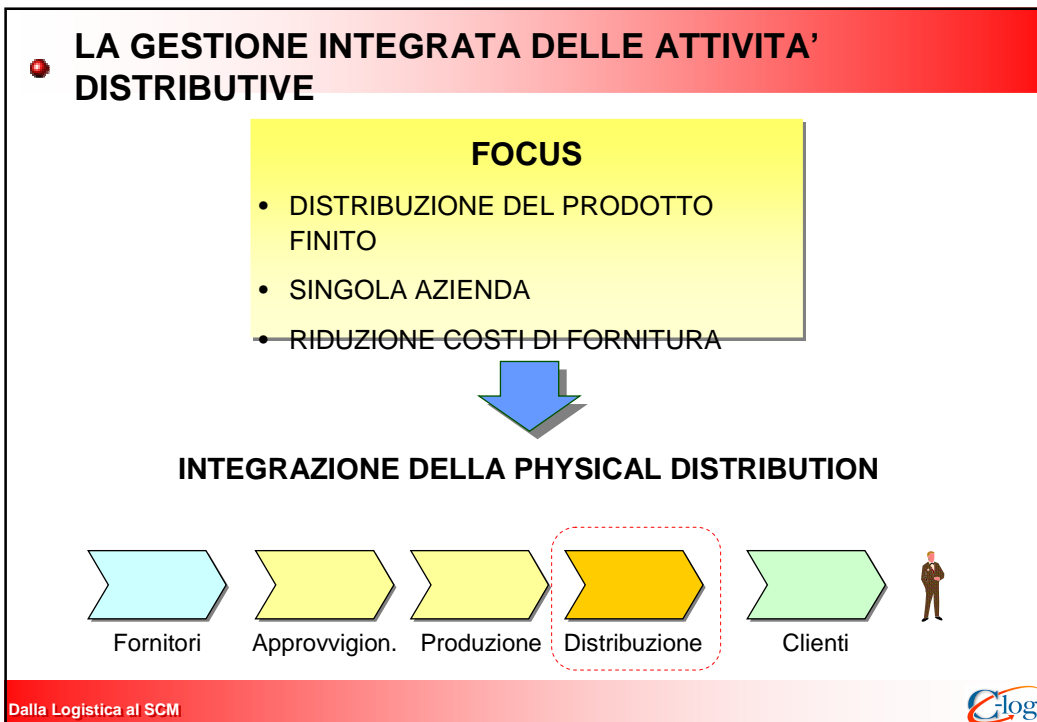 LA GESTIONE INTEGRATA DELLE ATTIVITA’
DISTRIBUTIVE
FOCUS
• DISTRIBUZIONE DEL PRODOTTO
FINITO
• SINGOLA AZIENDA
• RIDUZIONE COSTI DI FORNITURA
INTEGRAZIONE DELLA PHYSICAL DISTRIBUTION
Fornitori Approvvigion. Produzione Distribuzione Clienti
Dalla Logistica al SCM
C-log